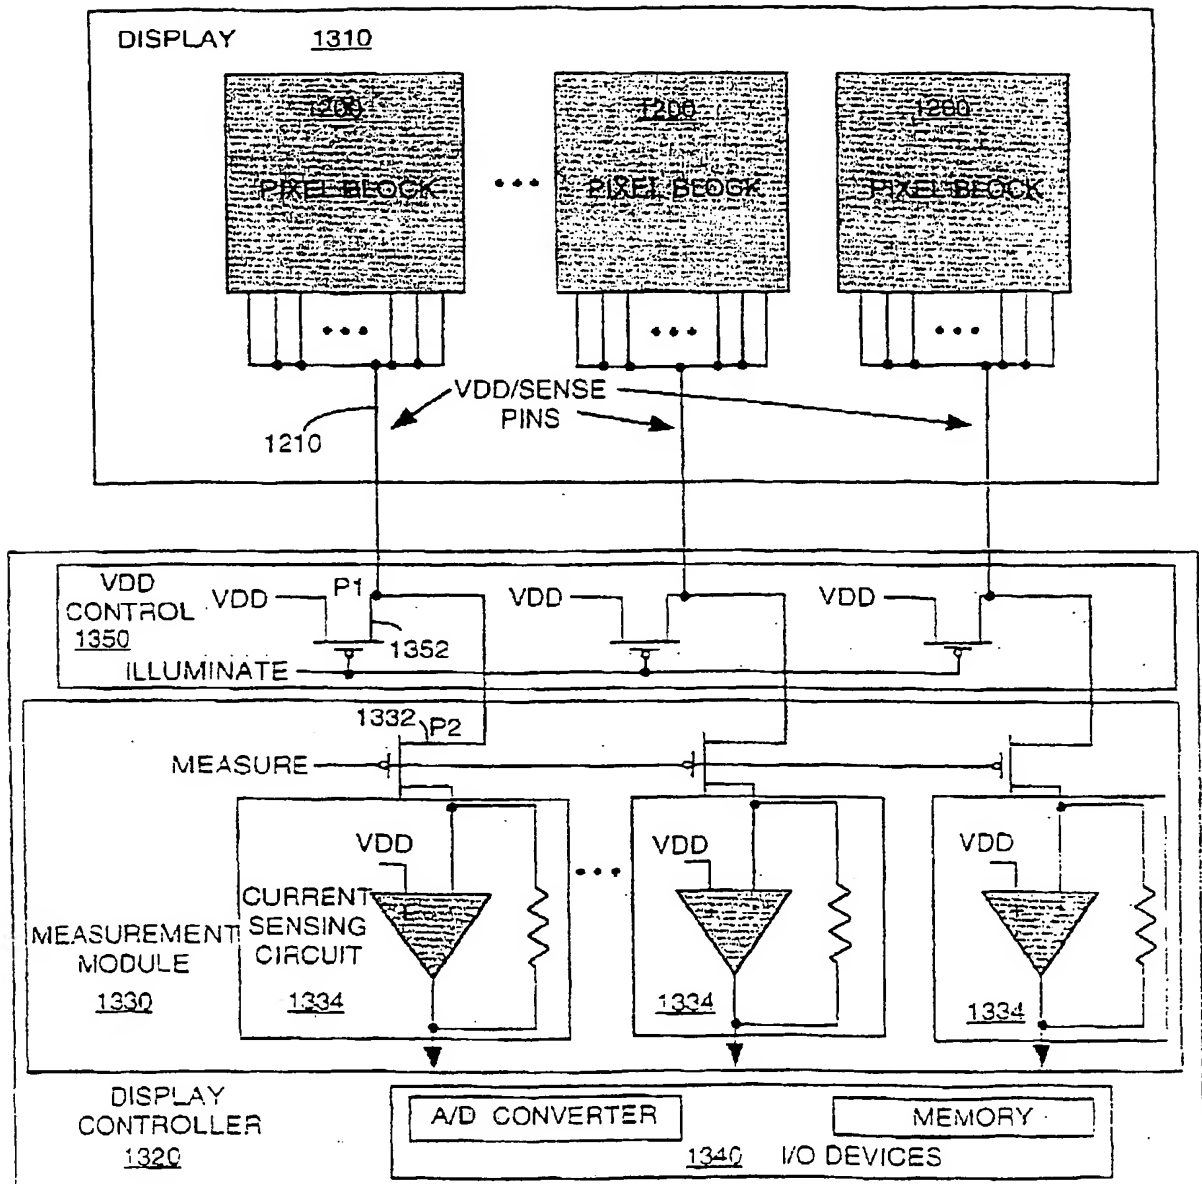 DISPLAY 1310
1200 1200 1200
PIXEL BLOCK PIXEL BLOCK PIXEL BLOCK
VDD/SENSE
PINS
1210
VDD
CONTROL
1350
VDD P1 VDD VDD
1352
ILLUMINATE
1332 P2
MEASURE
VDD VDD VDD
CURRENT
SENSING
CIRCUIT
1334 1334 1334
MEASUREMENT
MODULE
1330
DISPLAY
CONTROLLER
1320
A/D CONVERTER MEMORY
1340 I/O DEVICES